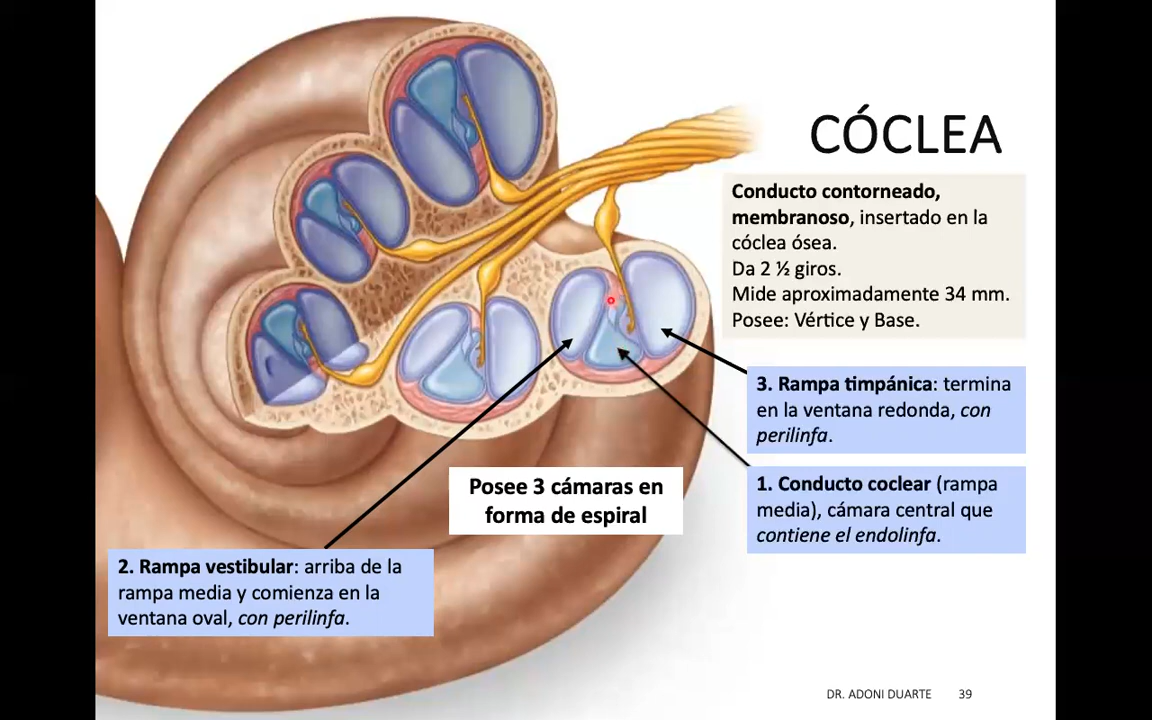 CÓCLEA
Conducto contorneado,
membranoso, insertado en la
cóclea ósea.
Da 2 ½ giros.
Mide aproximadamente 34 mm.
Posee: Vértice y Base.
3. Rampa timpánica: termina
en la ventana redonda, con
perilinfa.
1. Conducto coclear (rampa
media), cámara central que
contiene el endolinfa.
Posee 3 cámaras en
forma de espiral
2. Rampa vestibular: arriba de la
rampa media y comienza en la
ventana oval, con perilinfa.
DR. ADONI DUARTE 39